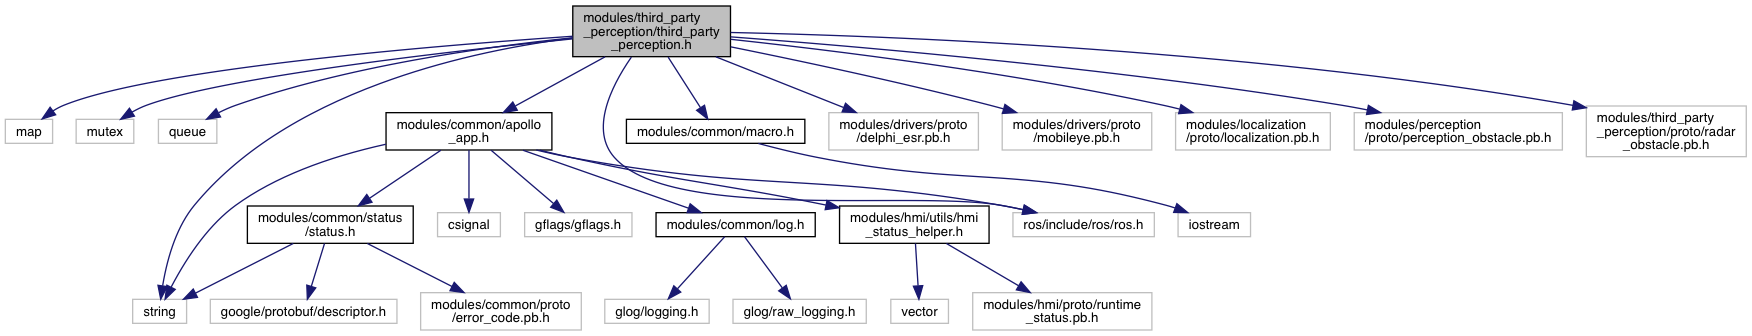 modules/third_party
_perception/third_party
_perception.h
map
mutex
queue
modules/common/apollo
_app.h
modules/common/macro.h
modules/drivers/proto
/delphi_esr.pb.h
modules/drivers/proto
/mobileye.pb.h
modules/localization
/proto/localization.pb.h
modules/perception
/proto/perception_obstacle.pb.h
modules/third_party
_perception/proto/radar
_obstacle.pb.h
modules/common/status
/status.h
csignal
gflags/gflags.h
modules/common/log.h
modules/hmi/utils/hmi
_status_helper.h
ros/include/ros/ros.h
iostream
string
google/protobuf/descriptor.h
modules/common/proto
/error_code.pb.h
glog/logging.h
glog/raw_logging.h
vector
modules/hmi/proto/runtime
_status.pb.h